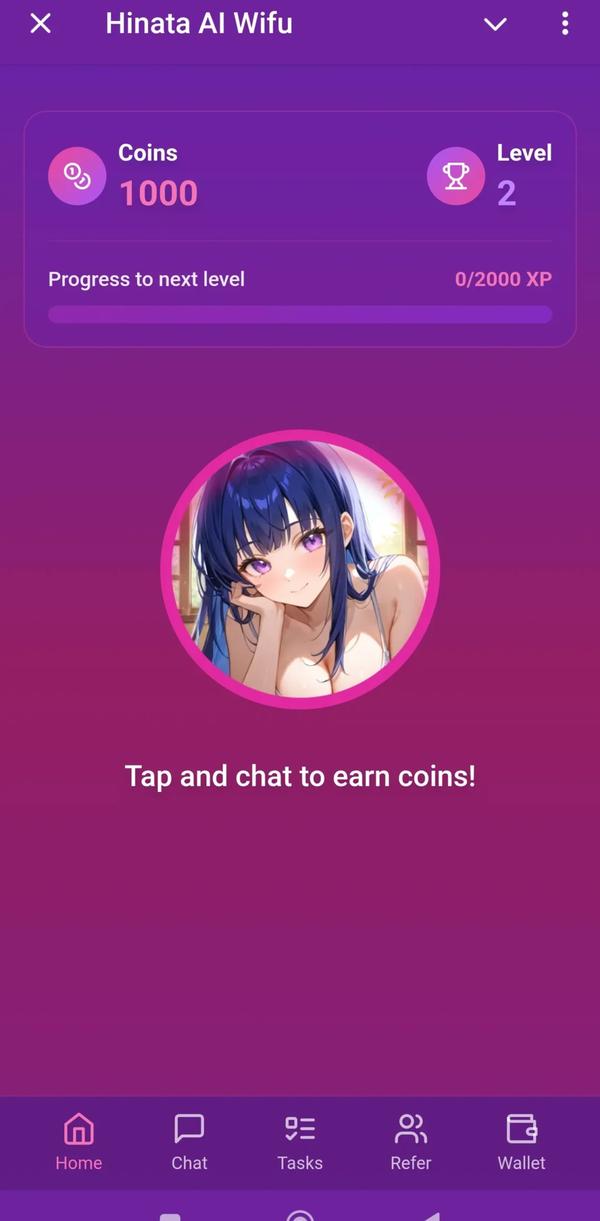 Hinata AI Wifu
Coins
1000
Level
2
Progress to next level
0/2000 XP
Tap and chat to earn coins!
Home
Chat
Tasks
Refer
Wallet